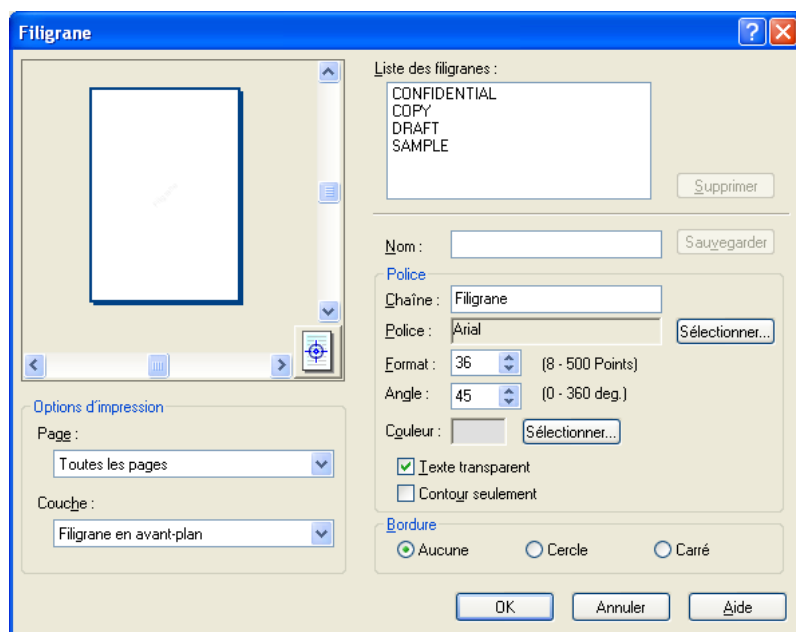 Filigrane
Liste des filigranes :
CONFIDENTIAL
COPY
DRAFT
SAMPLE
Supprimer
Nom :
Sauvegarder
Police
Chaîne : Filigrane
Police : Arial Sélectionner...
Format : 36 (8 - 500 Points)
Angle : 45 (0 - 360 deg.)
Couleur : Sélectionner...
Texte transparent
Contour seulement
Options d'impression
Page :
Toutes les pages
Couche :
Filigrane en avant-plan
Bordure
Aucune Cercle Carré
OK Annuler Aide